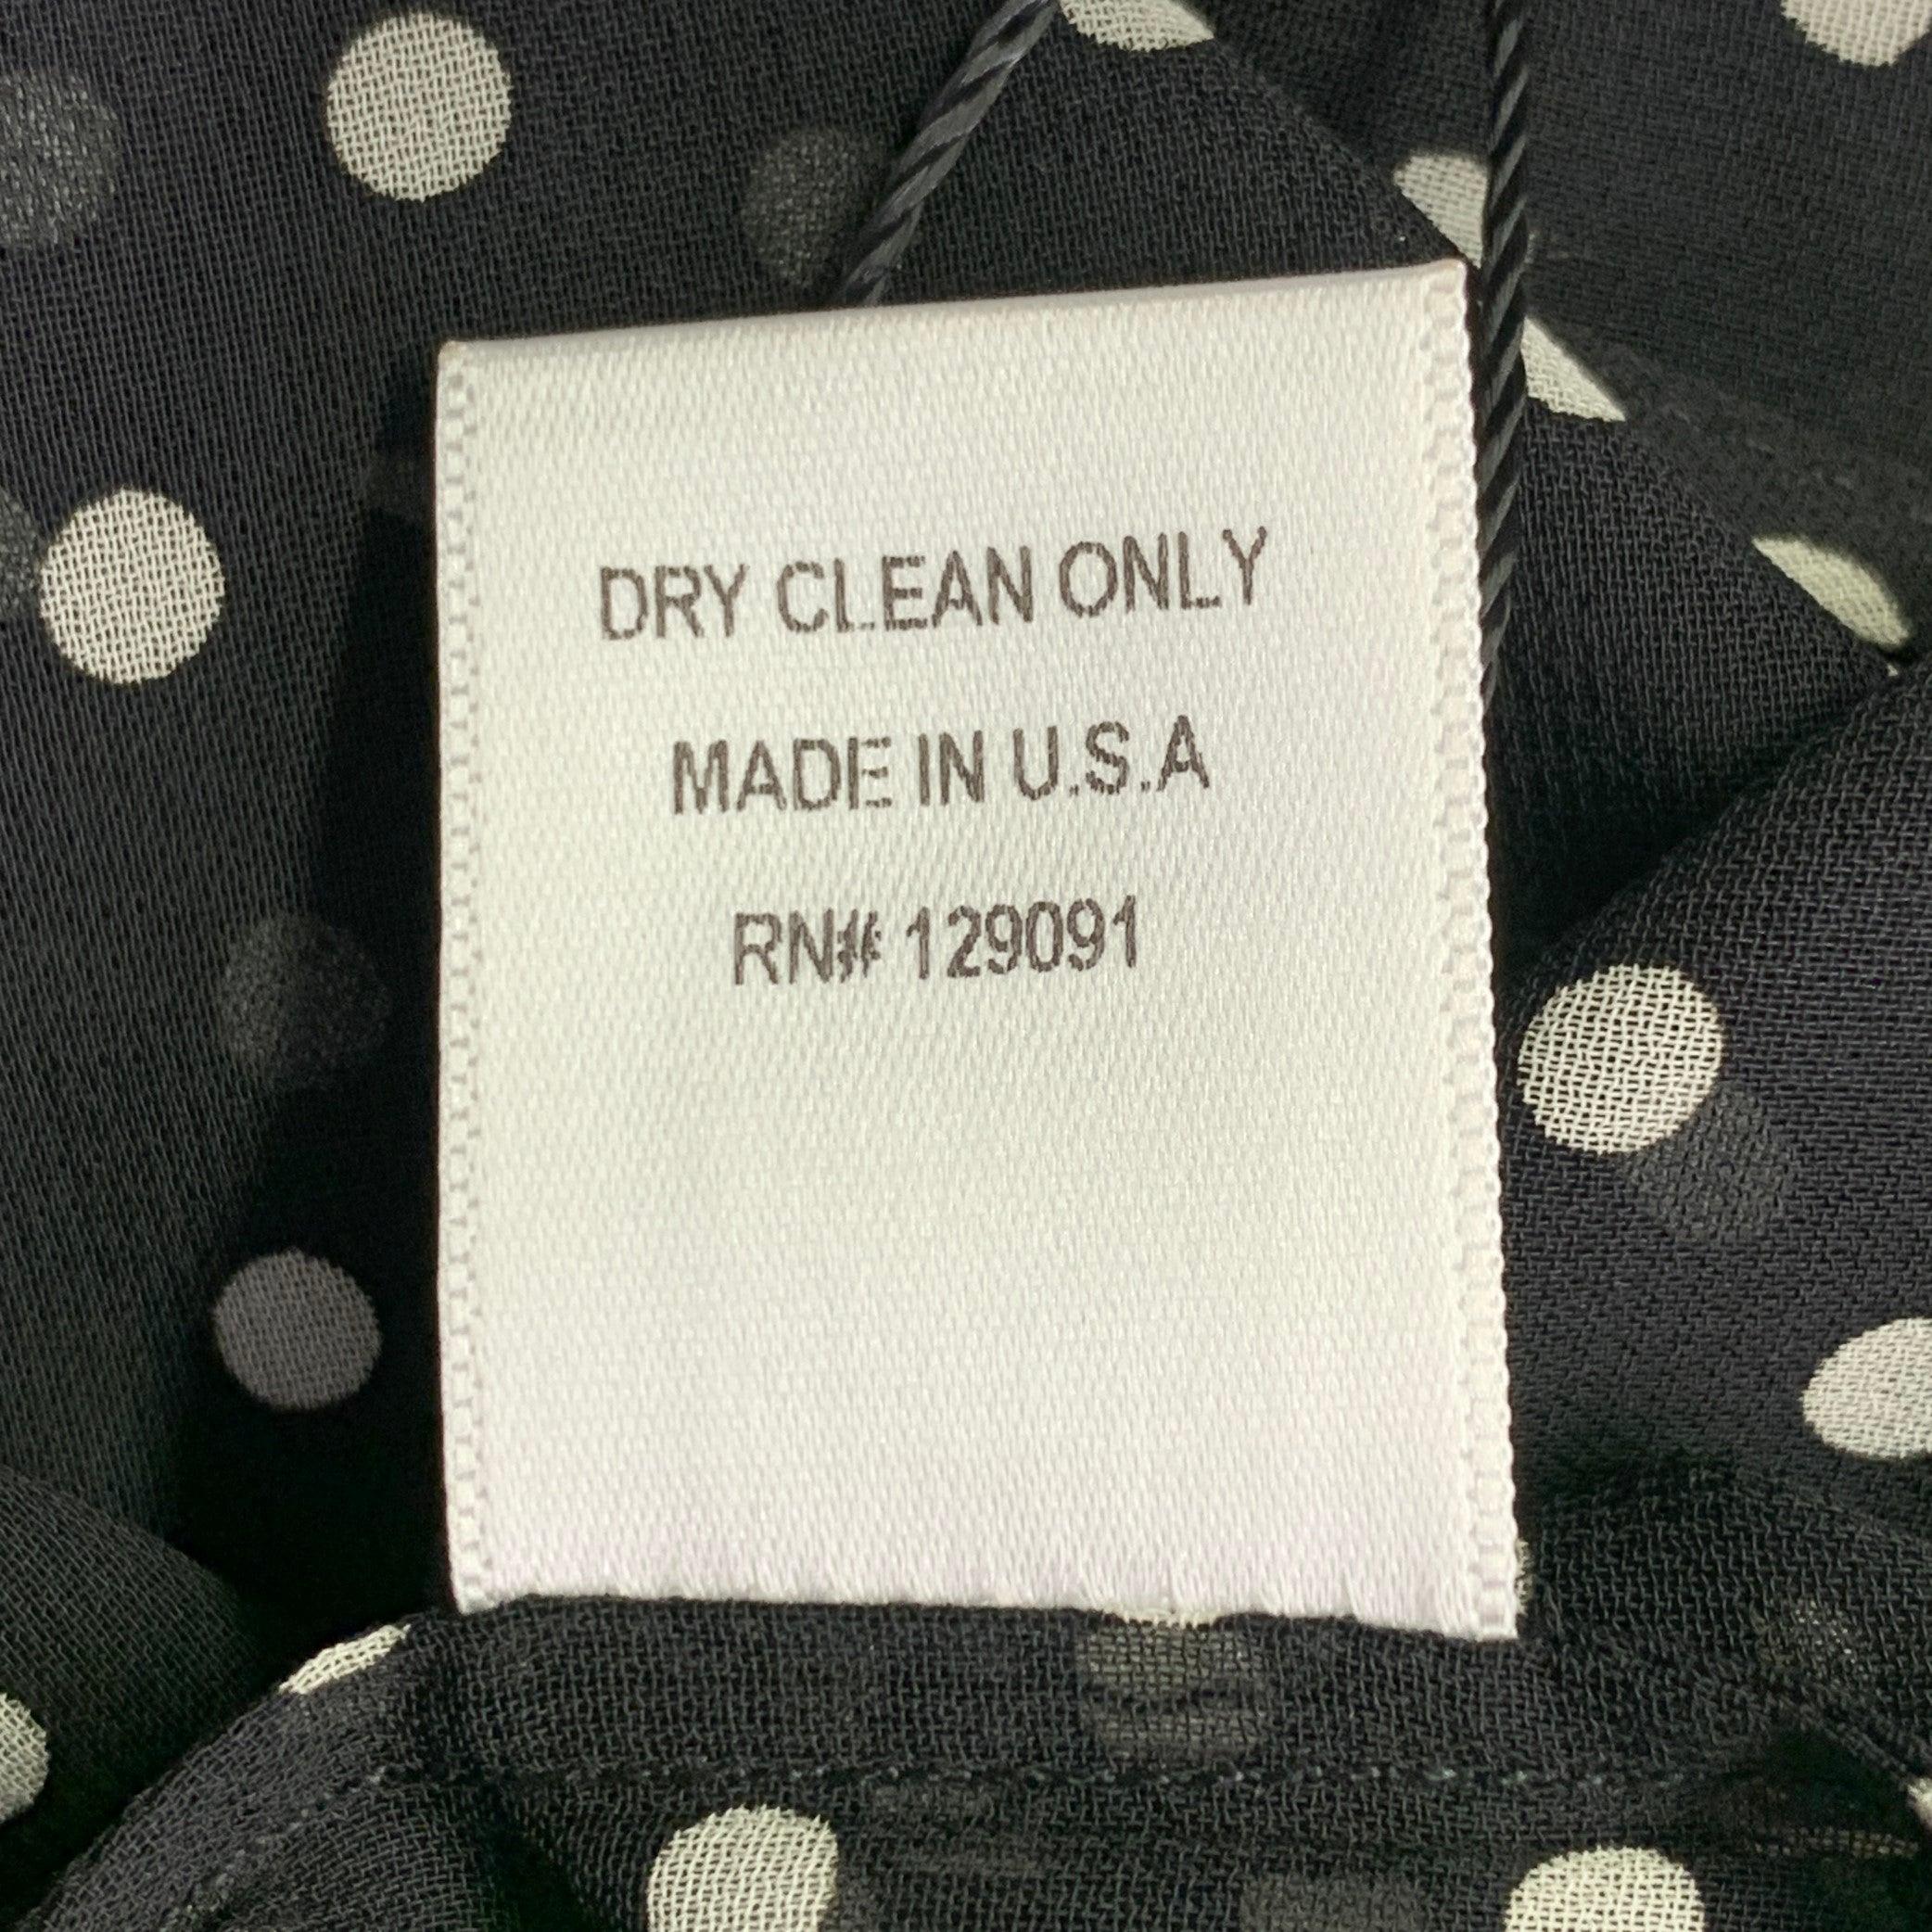 DRY CLEAN ONLY
MADE IN U.S.A
RN# 129091